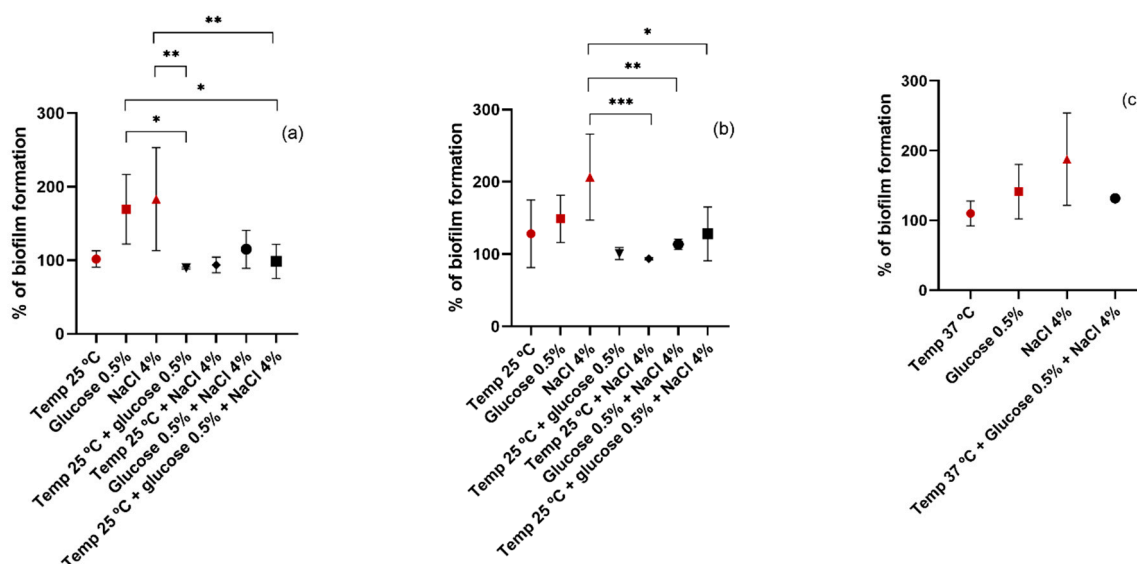 **
**
*
*
(a)
% of biofilm formation
300
200
100
0
Temp 25 ºC
Glucose 0.5%
NaCl 4%
Temp 25 ºC + glucose 0.5%
Temp 25 ºC + NaCl 4%
Glucose 0.5% + NaCl 4%
Temp 25 ºC + glucose 0.5% + NaCl 4%
*
**
***
(b)
% of biofilm formation
300
200
100
0
Temp 25 ºC
Glucose 0.5%
NaCl 4%
Temp 25 ºC + glucose 0.5%
Temp 25 ºC + NaCl 4%
Glucose 0.5% + NaCl 4%
Temp 25 ºC + glucose 0.5% + NaCl 4%
(c
% of biofilm formation
300
200
100
0
Temp 37 ºC
Glucose 0.5%
NaCl 4%
Temp 37 ºC + Glucose 0.5% + NaCl 4%